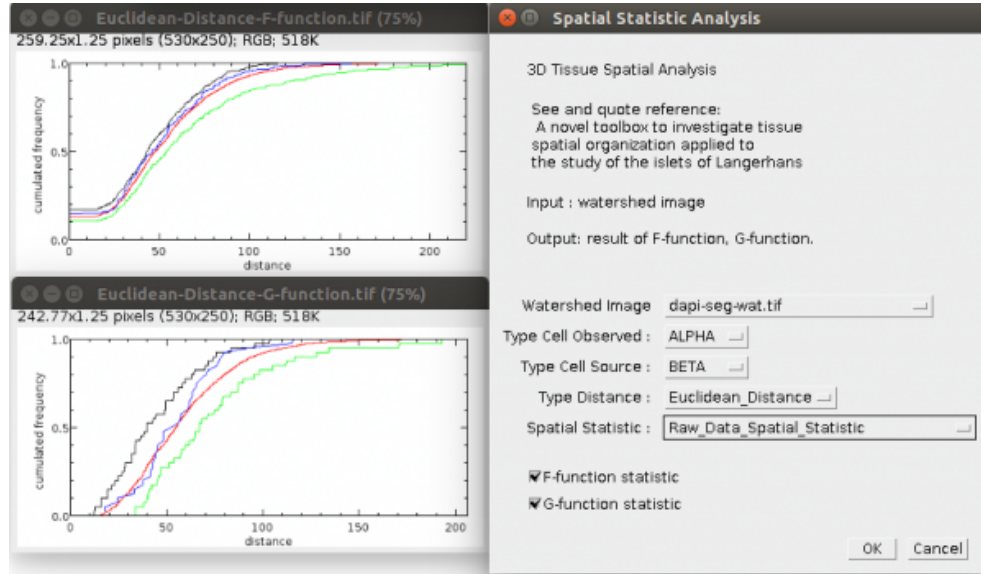 Euclidean-Distance-F-function.tif (75%)
259.25x1.25 pixels (530x250); RGB; 518K
1.0
0.5
0.0
cumulated frequency
0
50
100
150
200
distance
Euclidean-Distance-G-function.tif (75%)
242.77x1.25 pixels (530x250); RGB; 518K
1.0
0.5
0.0
cumulated frequency
0
50
100
150
200
distance
Spatial Statistic Analysis
3D Tissue Spatial Analysis
See and quote reference:
A novel toolbox to investigate tissue
spatial organization applied to
the study of the islets of Langerhans
Input : watershed image
Output: result of F-function, G-function.
Watershed Image dapi-seg-wat.tif
Type Cell Observed : ALPHA
Type Cell Source : BETA
Type Distance : Euclidean_Distance
Spatial Statistic : Raw_Data_Spatial_Statistic
F-function statistic
G-function statistic
OK Cancel